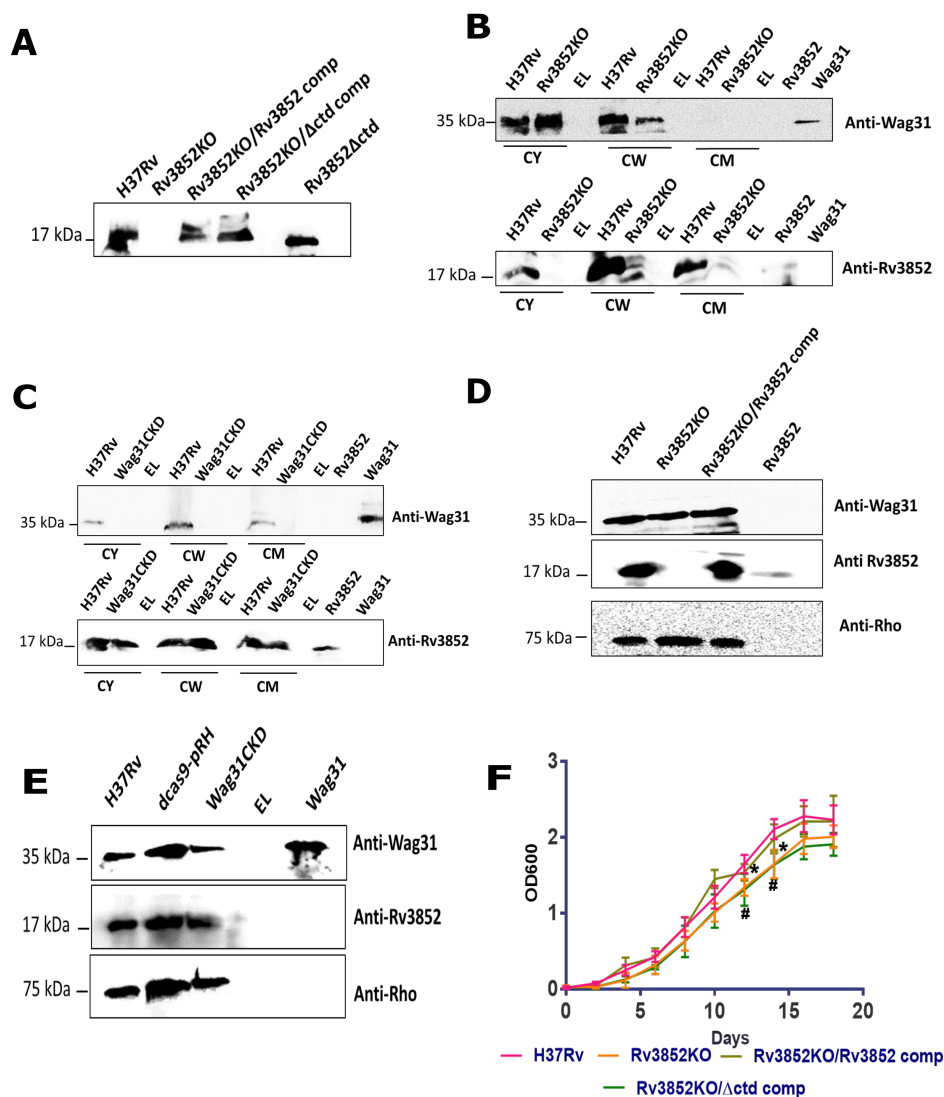 A
H37Rv
Rv3852KO
Rv3852KO/Rv3852 comp
Rv3852KO/Δctd comp
Rv3852Δctd
17 kDa
B
H37Rv
Rv3852KO
EL
H37Rv
Rv3852KO
EL
H37Rv
Rv3852KO
EL
Rv3852
Wag31
35 kDa
Anti-Wag31
CY
CW
CM
H37Rv
Rv3852KO
EL
H37Rv
Rv3852KO
EL
H37Rv
Rv3852KO
EL
Rv3852
Wag31
17 kDa
Anti-Rv3852
CY
CW
CM
C
H37Rv
Wag31CKD
EL
H37Rv
Wag31CKD
EL
H37Rv
Wag31CKD
EL
Rv3852
Wag31
35 kDa
Anti-Wag31
CY
CW
CM
H37Rv
Wag31CKD
EL
H37Rv
Wag31CKD
EL
H37Rv
Wag31CKD
EL
Rv3852
Wag31
17 kDa
Anti-Rv3852
CY
CW
CM
D
H37Rv
Rv3852KO
Rv3852KO/Rv3852 comp
Rv3852
35 kDa
Anti-Wag31
17 kDa
Anti Rv3852
75 kDa
Anti-Rho
E
H37Rv
dcas9-pRH
Wag31CKD
EL
Wag31
35 kDa
Anti-Wag31
17 kDa
Anti-Rv3852
75 kDa
Anti-Rho
F
OD600
3
2
1
0
* *
# #
0 5 10 15 20
Days
H37Rv Rv3852KO Rv3852KO/Rv3852 comp
Rv3852KO/Δctd comp